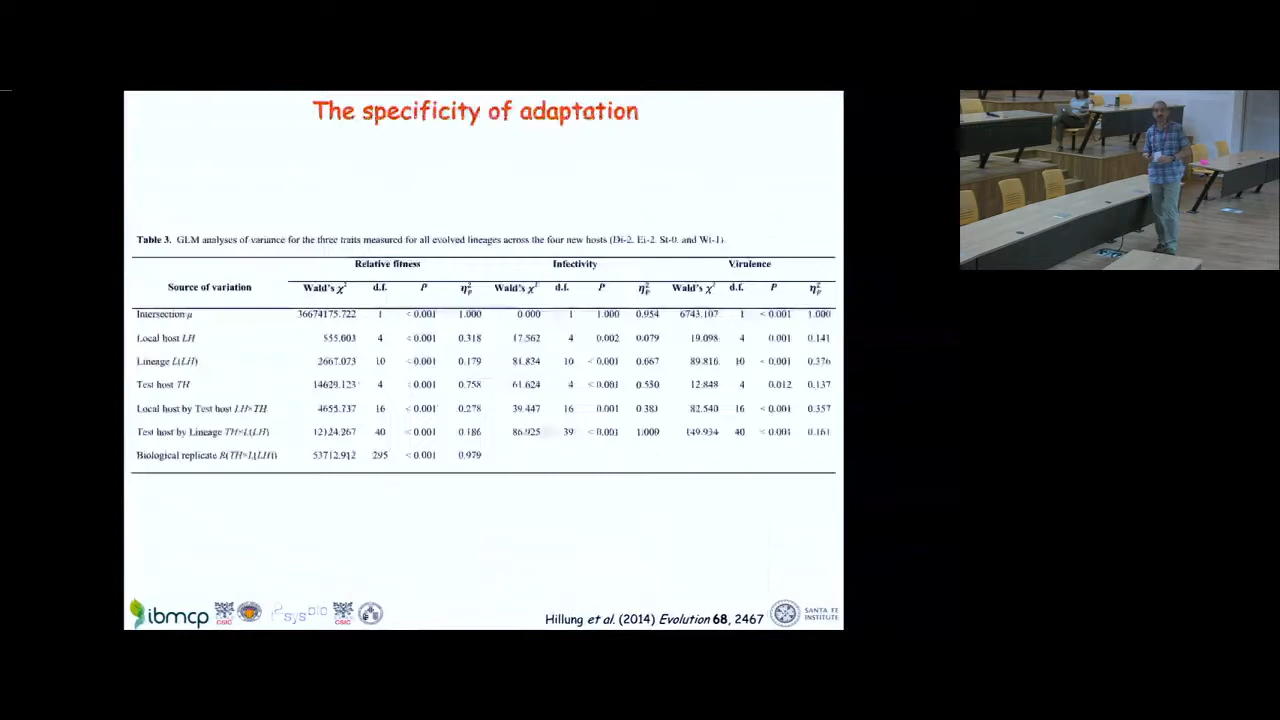 The specificity of adaptation
Table 3. GLM analyses of variance for the three traits measured for all evolved lineages across the four new hosts (Di-2, Ei-2, St-0, and Wt-1).
Relative fitness Infectivity Virulence
Source of variation Wald's χ² d.f. P η²p Wald's χ² d.f. P η²p Wald's χ² d.f. P η²p
Intersection μ 36674175.722 1 < 0.001 1.000 0.000 1 1.000 0.954 6743.107 1 < 0.001 1.000
Local host LH 555.003 4 < 0.001 0.318 17.562 4 0.002 0.079 19.098 4 0.001 0.141
Lineage L(LH) 2667.073 10 < 0.001 0.179 81.834 10 < 0.001 0.667 89.816 10 < 0.001 0.376
Test host TH 14629.123 4 < 0.001 0.758 61.624 4 < 0.001 0.550 12.848 4 0.012 0.137
Local host by Test host LH×TH 4655.737 16 < 0.001 0.278 39.447 16 0.001 0.383 82.540 16 < 0.001 0.357
Test host by Lineage TH×L(LH) 12124.267 40 < 0.001 0.186 86.925 39 < 0.001 1.000 149.934 40 < 0.001 0.161
Biological replicate R(TH×L(LH)) 53712.912 295 < 0.001 0.979
ibmcp CSIC sysbio CSIC
Hillung et al. (2014) Evolution 68, 2467
SANTA FE
INSTITUTE